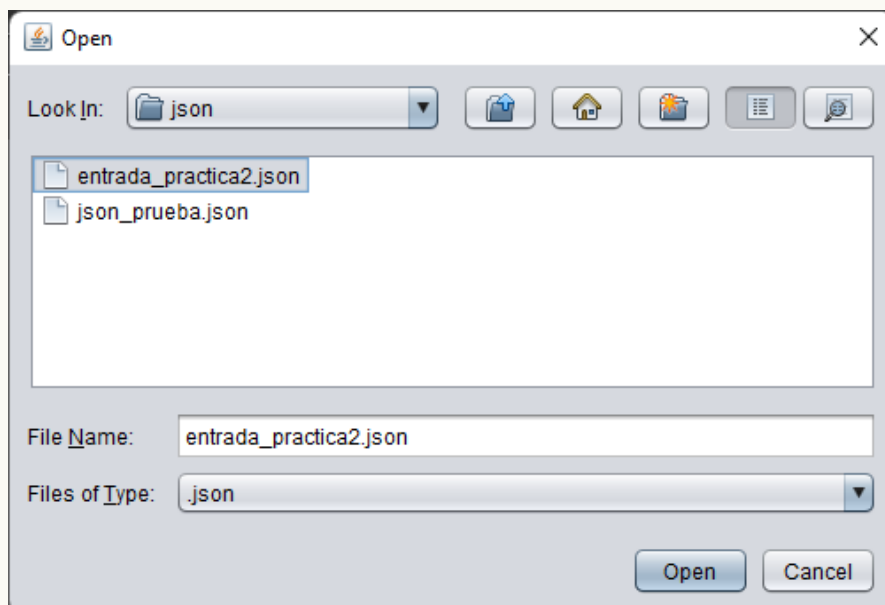 Open
Look In: json
entrada_practica2.json
json_prueba.json
File Name: entrada_practica2.json
Files of Type: .json
Open Cancel